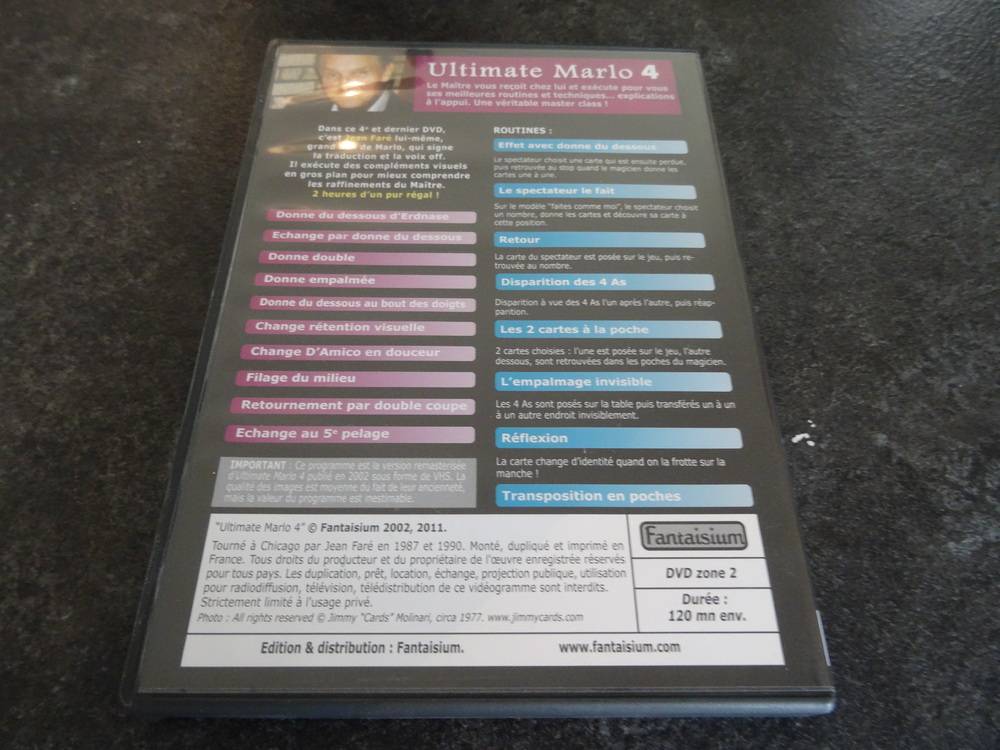 Ultimate Marlo 4
Le Maître vous reçoit chez lui et exécute pour vous
ses meilleures routines et techniques... explications
à l'appui. Une véritable master class !
Dans ce 4e et dernier DVD,
c'est Jean Faré lui-même,
grand de Marlo, qui signe
la traduction et la voix off.
Il exécute des compléments visuels
en gros plan pour mieux comprendre
les raffinements du Maître.
2 heures d'un pur régal !
Donne du dessous d'Erdnase
Echange par donne du dessous
Donne double
Donne empalmée
Donne du dessous au bout des doigts
Change rétention visuelle
Change D'Amico en douceur
Filage du milieu
Retournement par double coupe
Echange au 5e pelage
IMPORTANT : Ce programme est la version remasterisée
d'Ultimate Marlo 4 publié en 2002 sous forme de VHS. La
qualité des images est moyenne du fait de leur ancienneté,
mais la valeur du programme est inestimable.
ROUTINES :
Effet avec donne du dessous
Le spectateur choisit une carte qui est ensuite perdue,
puis retrouvée au stop quand le magicien donne les
cartes une à une.
Le spectateur le fait
Sur le modèle "faites comme moi", le spectateur choisit
un nombre, donne les cartes et découvre sa carte à
cette position.
Retour
La carte du spectateur est posée sur le jeu, puis re-
trouvée au nombre.
Disparition des 4 As
Disparition à vue des 4 As l'un après l'autre, puis réap-
parition.
Les 2 cartes à la poche
2 cartes choisies : l'une est posée sur le jeu, l'autre
dessous, sont retrouvées dans les poches du magicien.
L'empalmage invisible
Les 4 As sont posés sur la table puis transférés un à un
à un autre endroit invisiblement.
Réflexion
La carte change d'identité quand on la frotte sur la
manche !
Transposition en poches
"Ultimate Marlo 4" © Fantaisium 2002, 2011.
Tourné à Chicago par Jean Faré en 1987 et 1990. Monté, dupliqué et imprimé en
France. Tous droits du producteur et du propriétaire de l'œuvre enregistrée réservés
pour tous pays. Les duplication, prêt, location, échange, projection publique, utilisation
pour radiodiffusion, télévision, télédistribution de ce vidéogramme sont interdits.
Strictement limité à l'usage privé.
Photo : All rights reserved © Jimmy "Cards" Molinari, circa 1977. www.jimmycards.com
Fantaisium
DVD zone 2
Durée :
120 mn env.
Edition & distribution : Fantaisium.
www.fantaisium.com